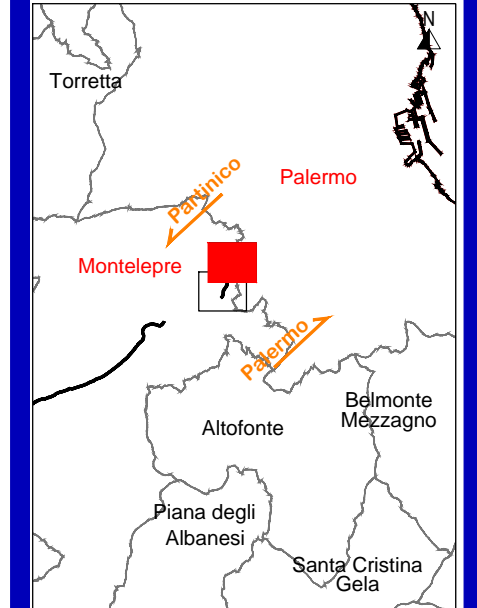 N
Torretta
Partinico
Palermo
Montelepre
Palermo
Belmonte
Mezzagno
Altofonte
Piana degli
Albanesi
Santa Cristina
Gela